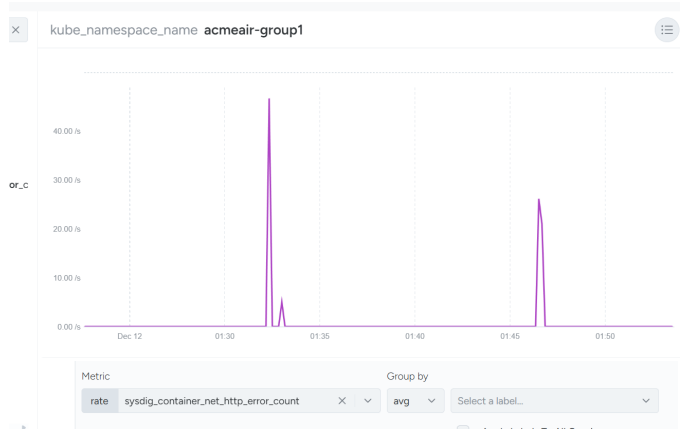 kube_namespace_name acmeair-group1
or_c
40.00 /s
30.00 /s
20.00 /s
10.00 /s
0.00 /s
Dec 12 01:30 01:35 01:40 01:45 01:50
Metric Group by
rate sysdig_container_net_http_error_count avg Select a label...